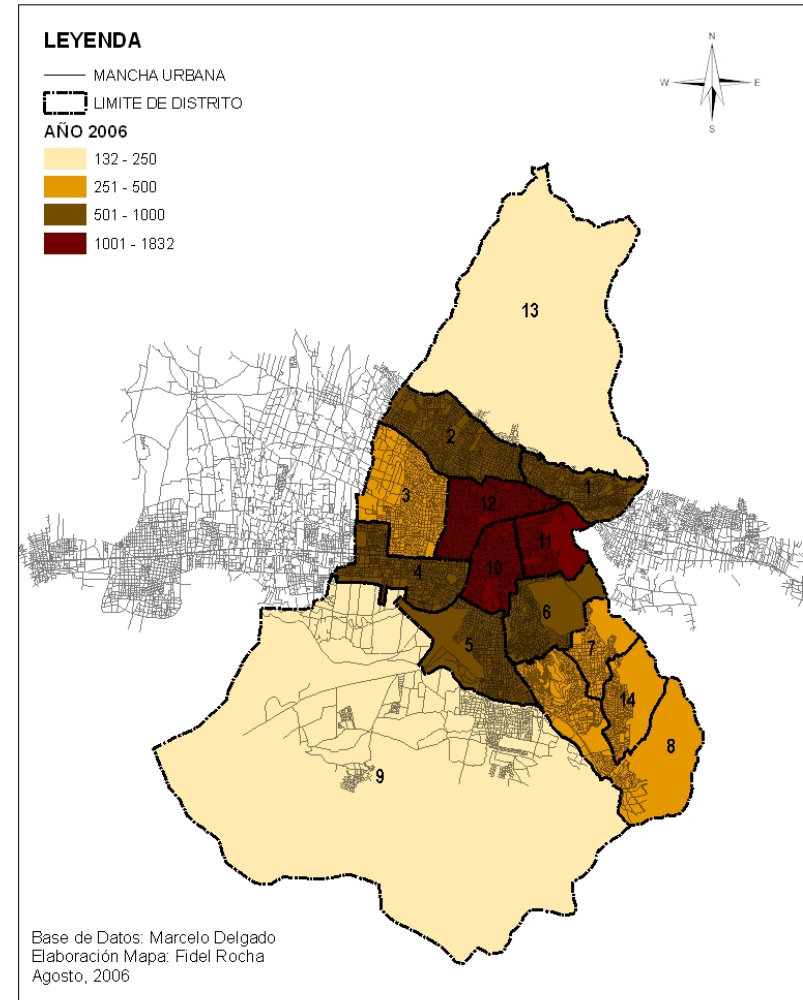 LEYENDA
MANCHA URBANA
LIMITE DE DISTRITO
AÑO 2006
132 - 250
251 - 500
501 - 1000
1001 - 1832
N
W
E
S
13
2
1
3
12
11
10
4
6
5
7
14
8
9
Base de Datos: Marcelo Delgado
Elaboración Mapa: Fidel Rocha
Agosto, 2006